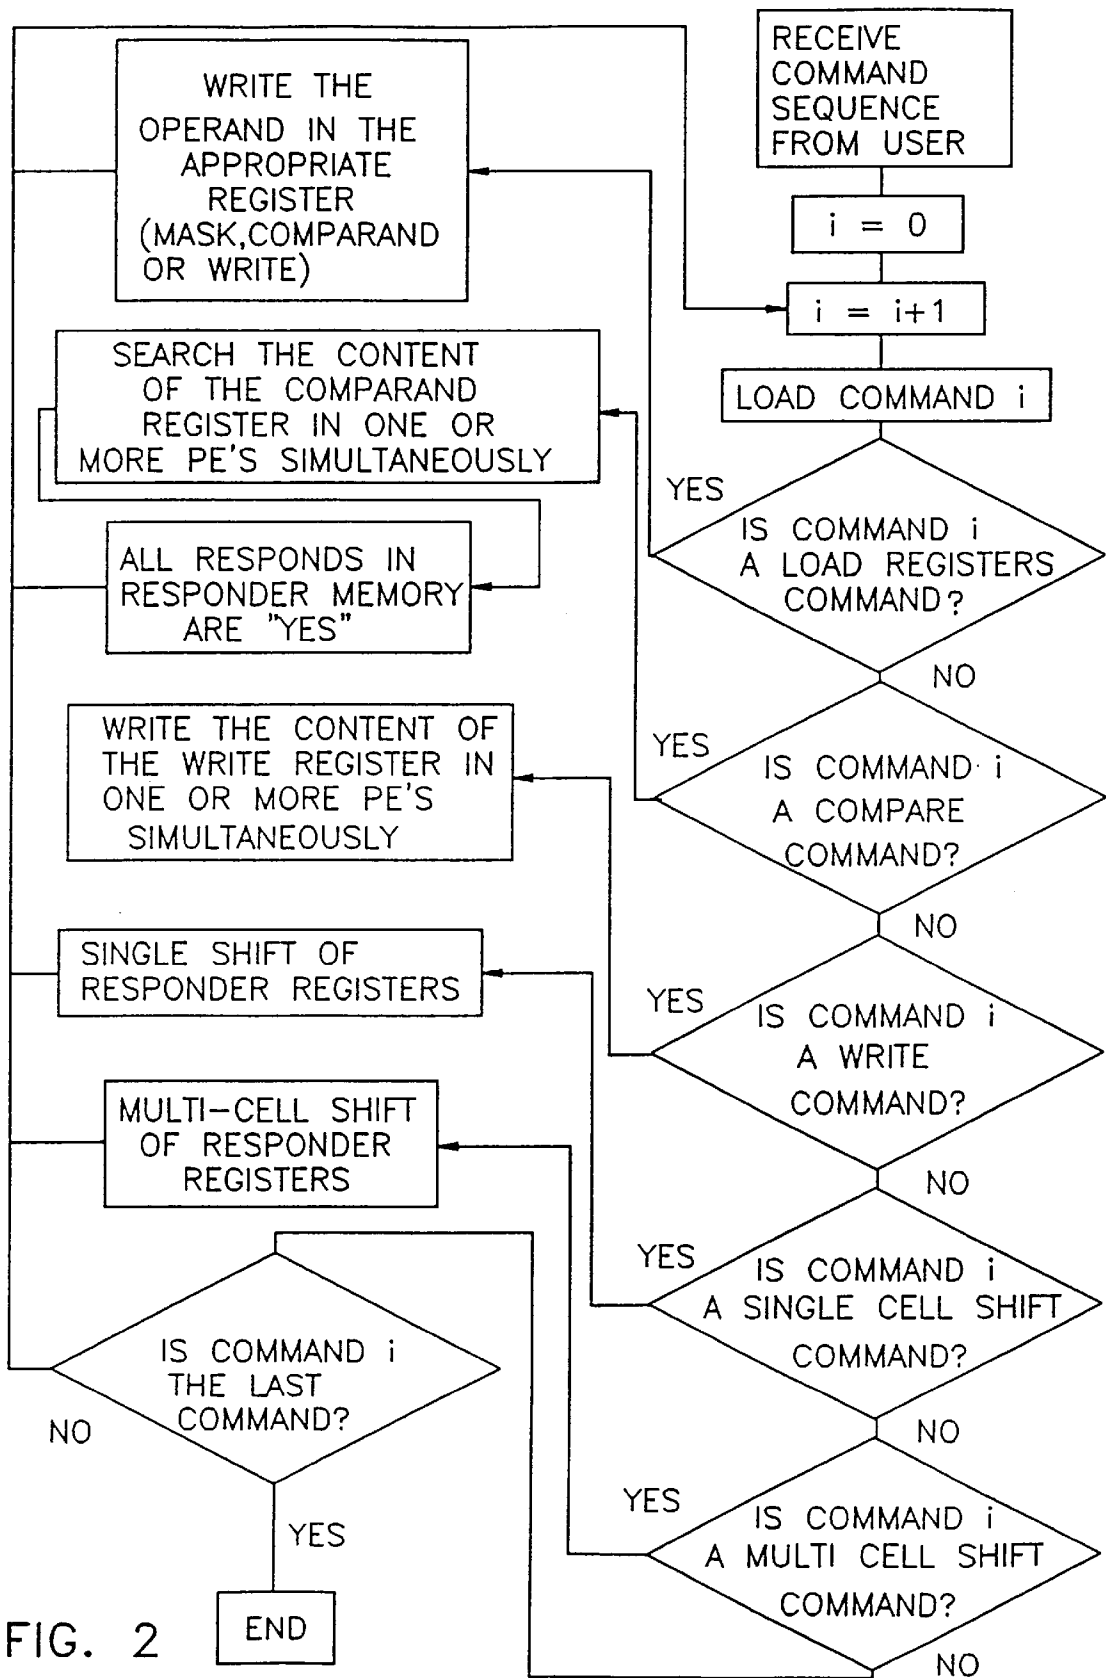 RECEIVE
COMMAND
SEQUENCE
FROM USER
i = 0
i = i+1
LOAD COMMAND i
IS COMMAND i
A LOAD REGISTERS
COMMAND?
YES
NO
WRITE THE
OPERAND IN THE
APPROPRIATE
REGISTER
(MASK,COMPARAND
OR WRITE)
IS COMMAND i
A COMPARE
COMMAND?
YES
NO
SEARCH THE CONTENT
OF THE COMPARAND
REGISTER IN ONE OR
MORE PE'S SIMULTANEOUSLY
ALL RESPONDS IN
RESPONDER MEMORY
ARE "YES"
IS COMMAND i
A WRITE
COMMAND?
YES
NO
WRITE THE CONTENT OF
THE WRITE REGISTER IN
ONE OR MORE PE'S
SIMULTANEOUSLY
IS COMMAND i
A SINGLE CELL SHIFT
COMMAND?
YES
NO
SINGLE SHIFT OF
RESPONDER REGISTERS
IS COMMAND i
A MULTI CELL SHIFT
COMMAND?
YES
NO
MULTI-CELL SHIFT
OF RESPONDER
REGISTERS
IS COMMAND i
THE LAST
COMMAND?
NO
YES
END
FIG. 2